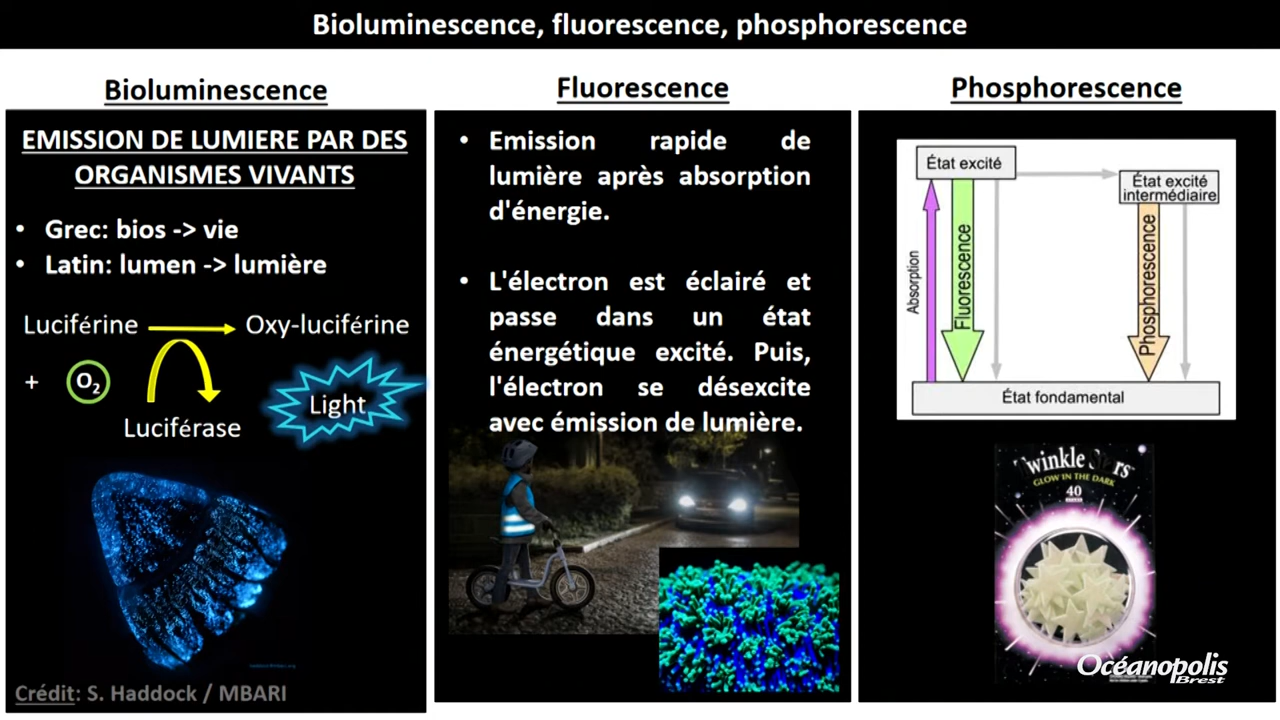 Bioluminescence, fluorescence, phosphorescence
Bioluminescence
EMISSION DE LUMIERE PAR DES
ORGANISMES VIVANTS
• Grec: bios -> vie
• Latin: lumen -> lumière
Luciférine
Oxy-luciférine
+ O₂
Light
Luciférase
Crédit: S. Haddock / MBARI
Fluorescence
• Emission rapide de
lumière après absorption
d'énergie.
• L'électron est éclairé et
passe dans un état
énergétique excité. Puis,
l'électron se désexcite
avec émission de lumière.
Phosphorescence
État excité
État excité
intermédiaire
Absorption
Fluorescence
Phosphorescence
État fondamental
GLOW IN THE DARK
40
Océanopolis
Brest